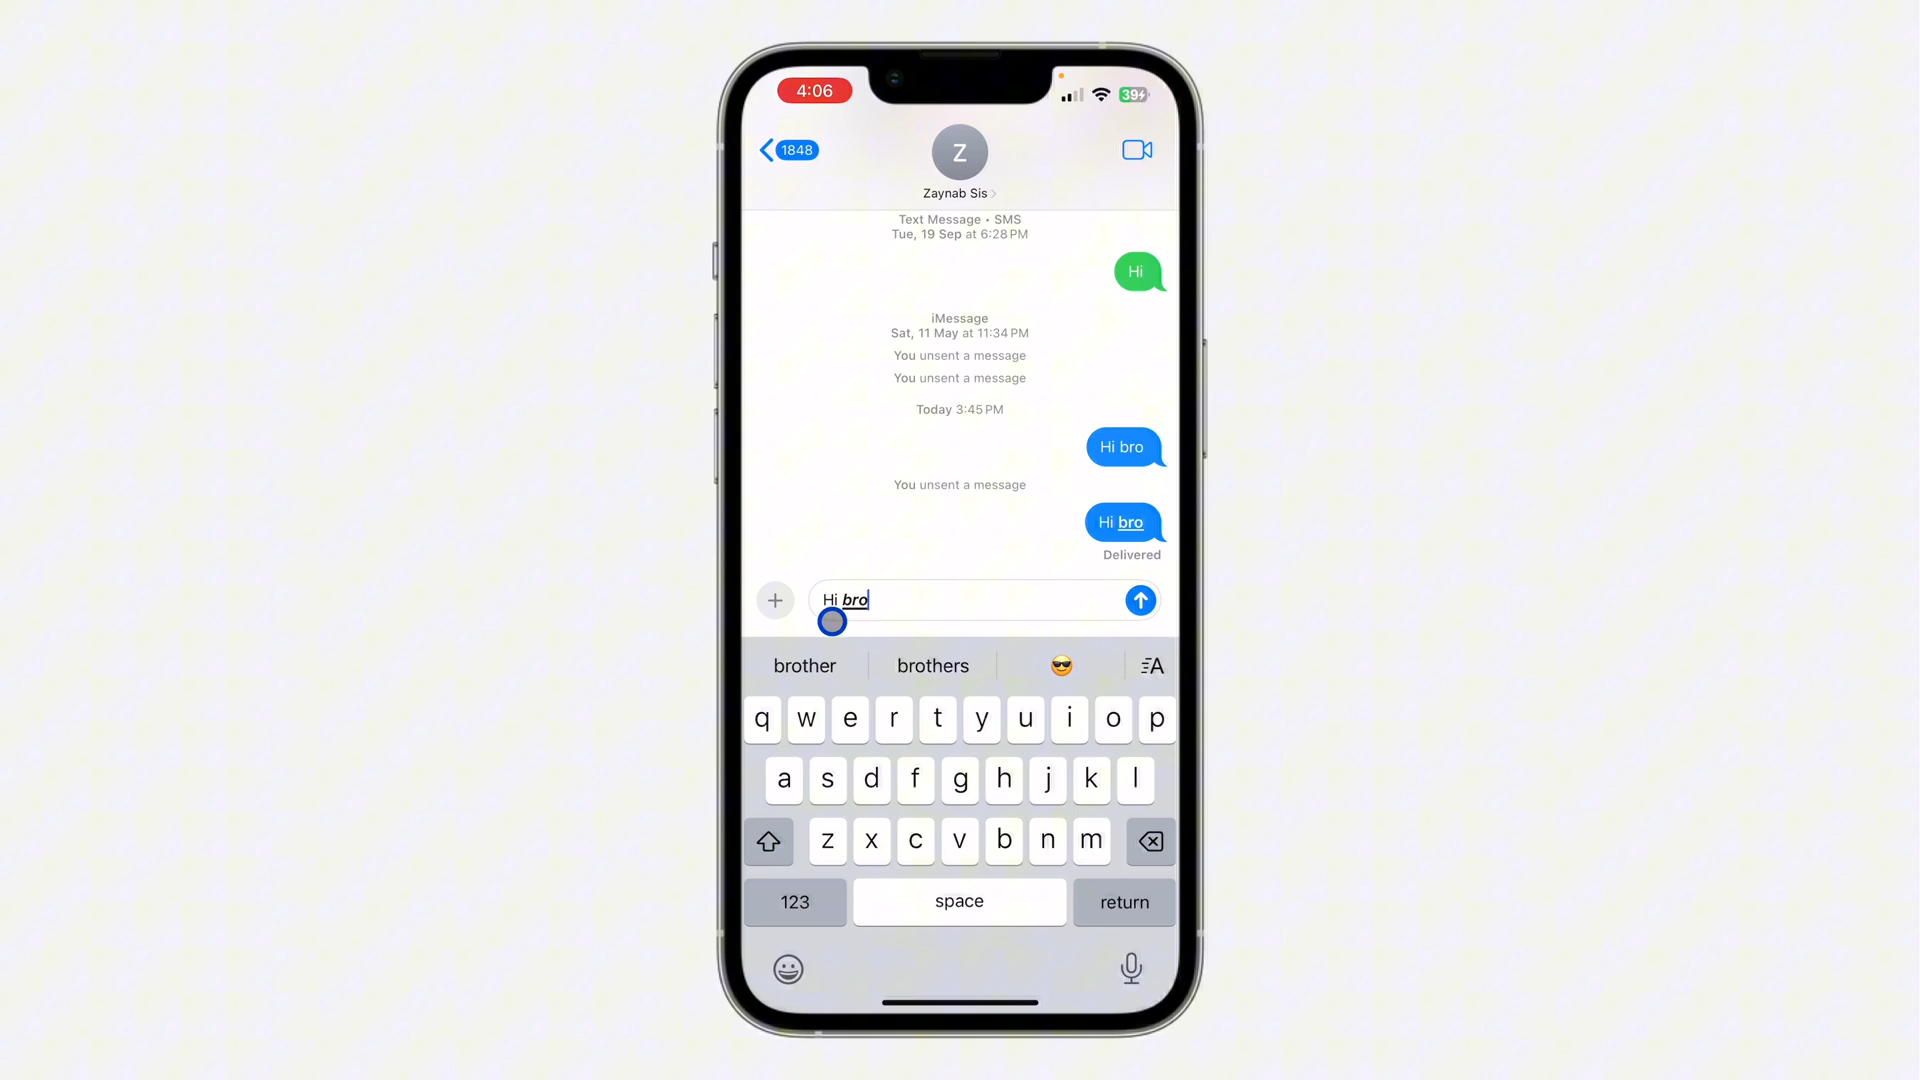 4:06
39
1848
Z
Zaynab Sis
Text Message • SMS
Tue, 19 Sep at 6:28 PM
Hi
iMessage
Sat, 11 May at 11:34 PM
You unsent a message
You unsent a message
Today 3:45 PM
Hi bro
You unsent a message
Hi bro
Delivered
Hi bro
brother brothers 😎 A
q w e r t y u i o p
a s d f g h j k l
z x c v b n m
123 space return